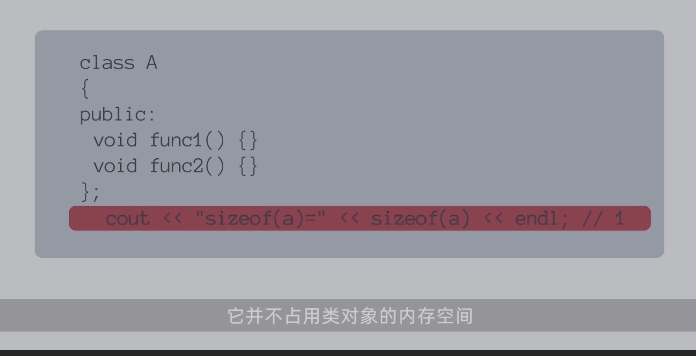 class A
{
public:
void func1() {}
void func2() {}
};
cout << "sizeof(a)=" << sizeof(a) << endl; // 1
它并不占用类对象的内存空间